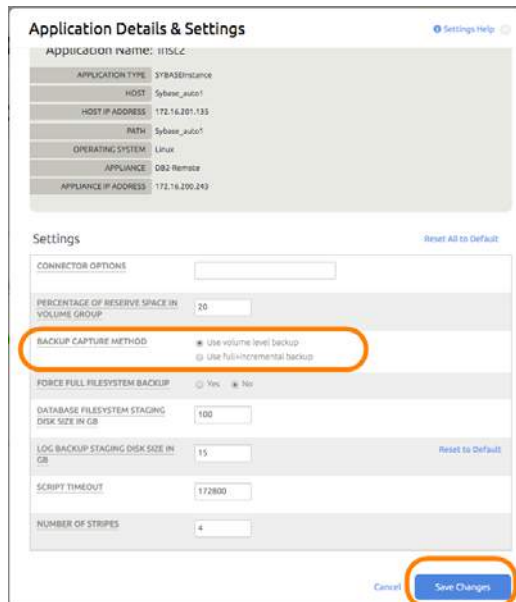 Application Details & Settings
Settings Help
Application Name: inst2
APPLICATION TYPE SYBASEInstance
HOST Sybase_auto1
HOST IP ADDRESS 172.16.201.135
PATH Sybase_auto1
OPERATING SYSTEM Linux
APPLIANCE DB2-Remote
APPLIANCE IP ADDRESS 172.16.200.243
Settings
Reset All to Default
CONNECTOR OPTIONS
PERCENTAGE OF RESERVE SPACE IN
VOLUME GROUP
20
BACKUP CAPTURE METHOD
Use volume level backup
Use full+incremental backup
FORCE FULL FILESYSTEM BACKUP
Yes No
DATABASE FILESYSTEM STAGING
DISK SIZE IN GB
100
LOG BACKUP STAGING DISK SIZE IN
GB
15
Reset to Default
SCRIPT TIMEOUT
172800
NUMBER OF STRIPES
4
Cancel
Save Changes